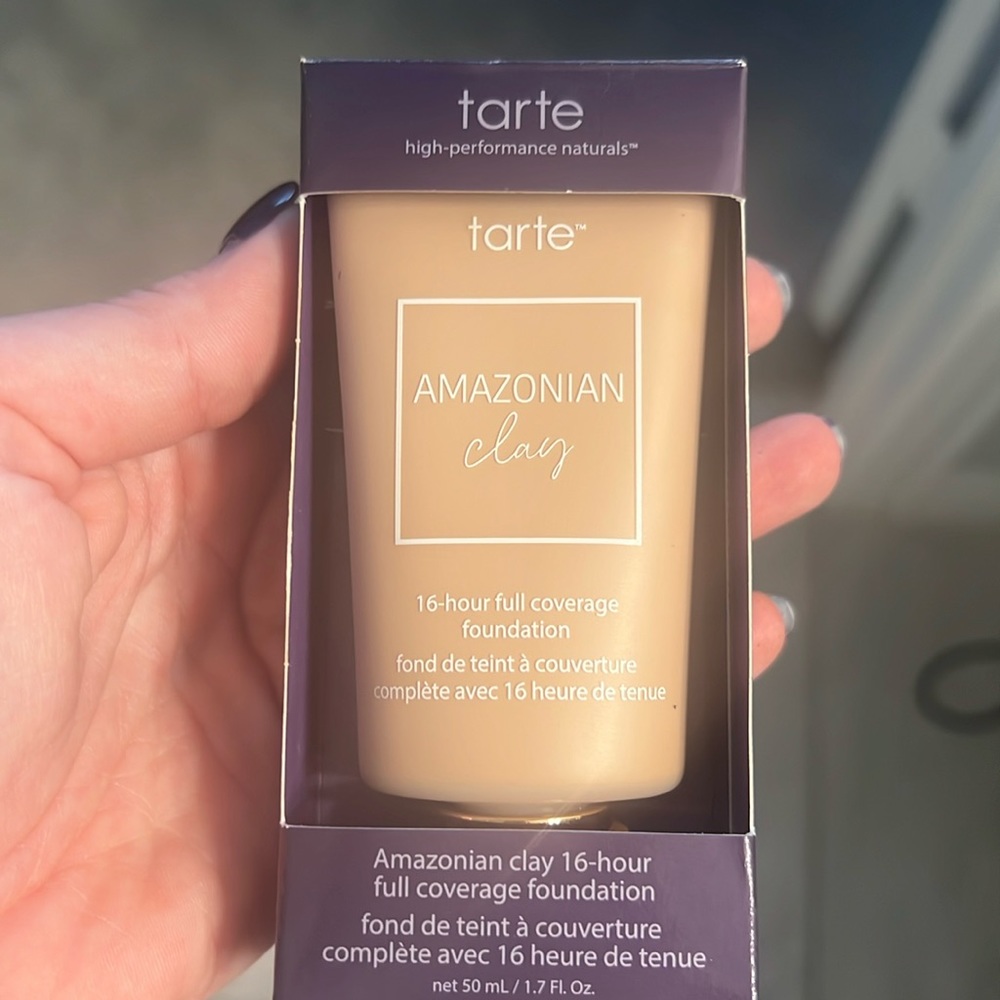 tarte
high-performance naturals™
tarte™
AMAZONIAN
clay
16-hour full coverage
foundation
fond de teint à couverture
complète avec 16 heure de tenue
Amazonian clay 16-hour
full coverage foundation
fond de teint à couverture
complète avec 16 heure de tenue
net 50 mL / 1.7 Fl. Oz.